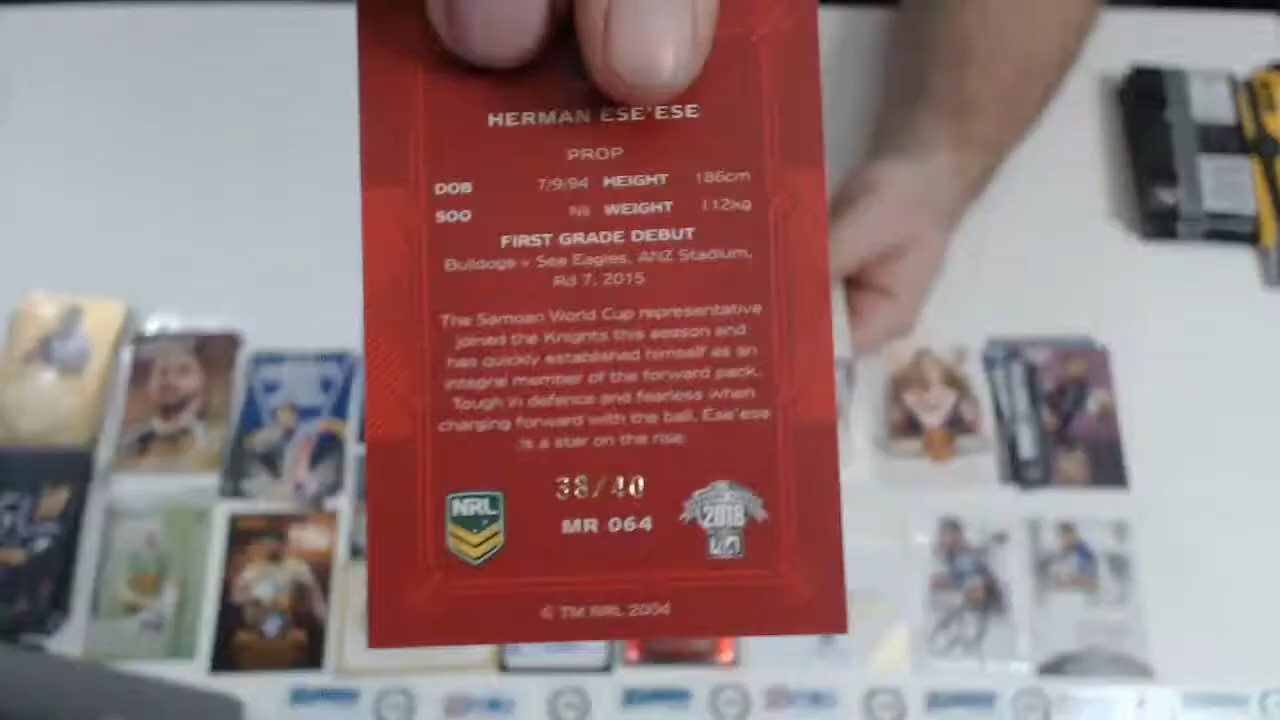 HERMAN ESE'ESE
PROP
DOB 7/9/94 HEIGHT 186cm
SOO Nil WEIGHT 112kg
FIRST GRADE DEBUT
Bulldogs v Sea Eagles, ANZ Stadium,
Rd 7, 2015
The Samoan World Cup representative
joined the Knights this season and
has quickly established himself as an
integral member of the forward pack.
Tough in defence and fearless when
charging forward with the ball, Ese'ese
is a star on the rise.
38/40
NRL
MR 064
2018
© TM NRL 2004